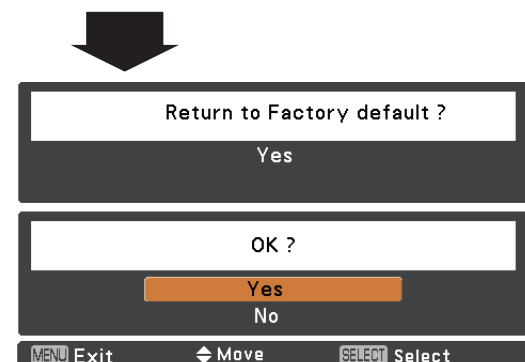 Return to Factory default ?
Yes
OK ?
Yes
No
MENU Exit Move SELECT Select